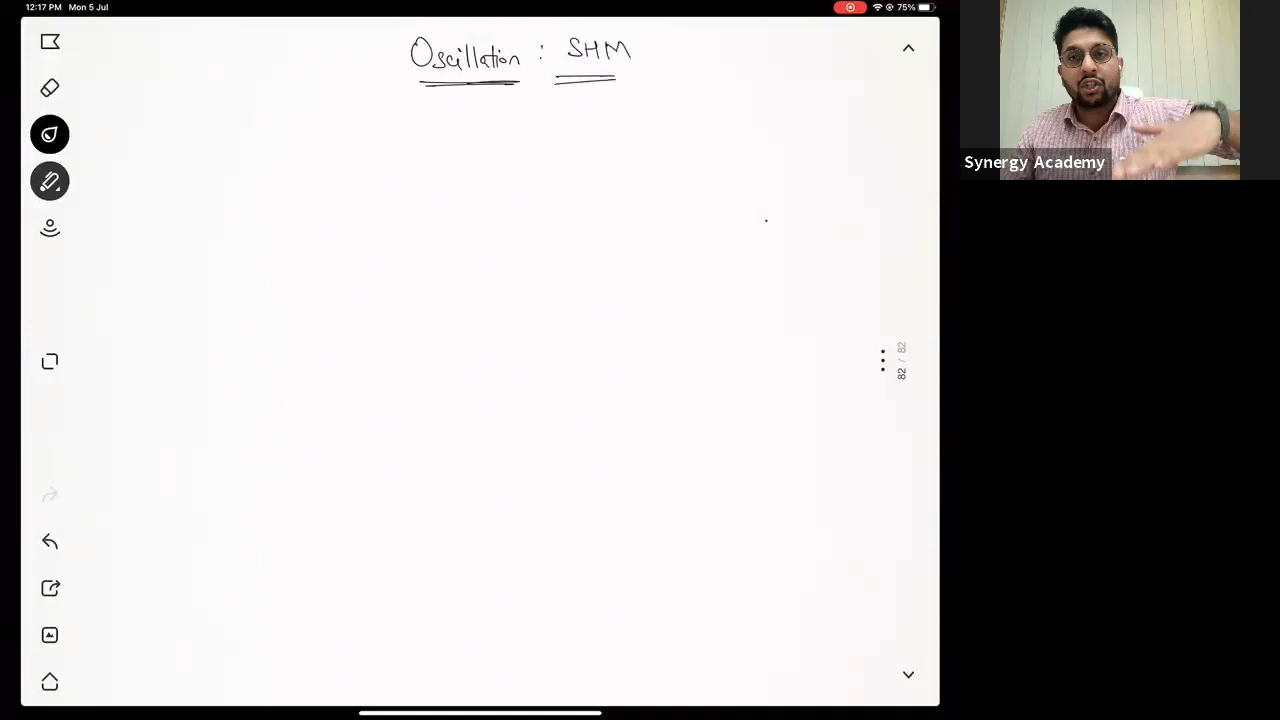 12:17 PM Mon 5 Jul
75%
Oscillation : SHM
Synergy Academy
82 / 82